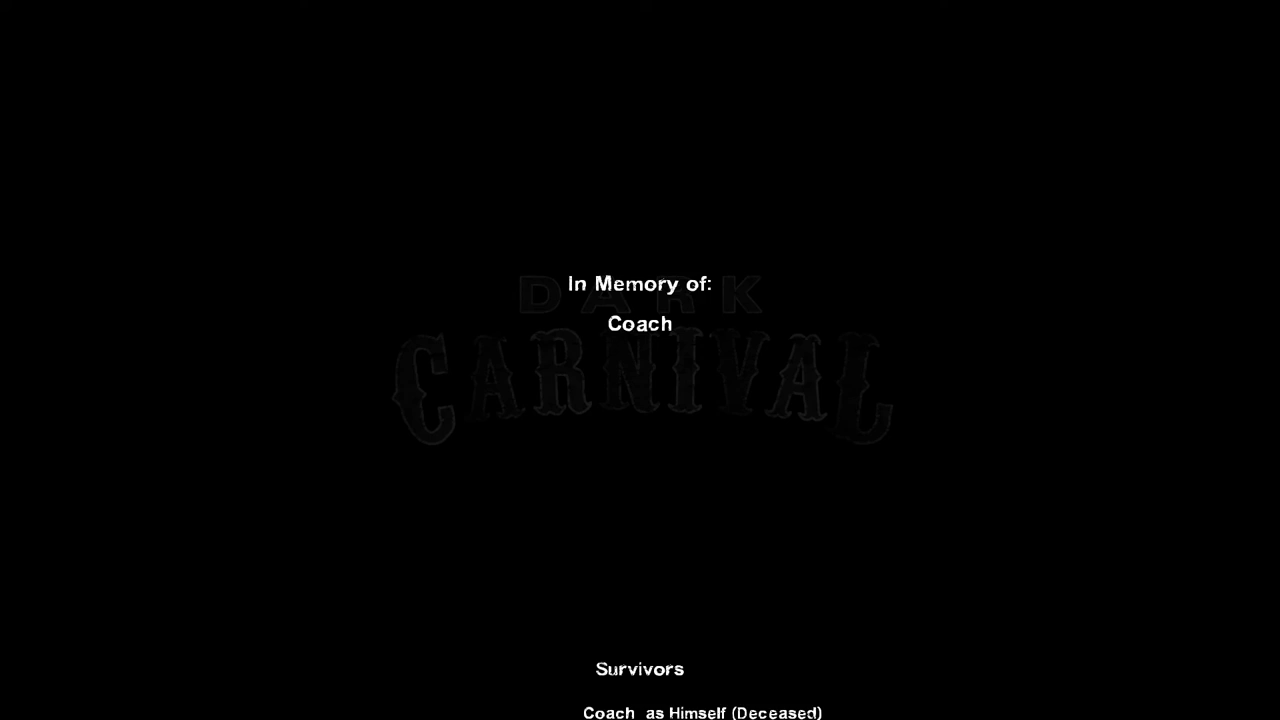 In Memory of:
DARK
Coach
CARNIVAL
Survivors
Coach as Himself (Deceased)